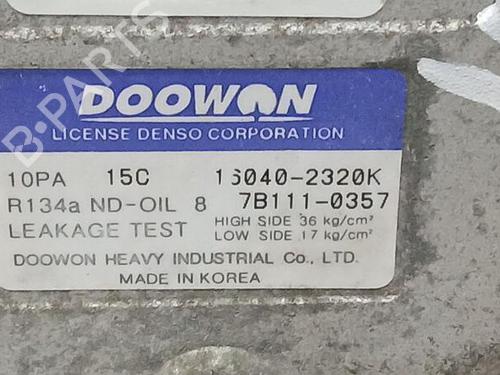 DOOWON
LICENSE DENSO CORPORATION
10PA 15C 16040-2320K
R134a ND-OIL 8 7B111-0357
LEAKAGE TEST HIGH SIDE 36 kg/cm²
LOW SIDE 17 kg/cm²
DOOWON HEAVY INDUSTRIAL Co., LTD.
MADE IN KOREA
B-PARTS